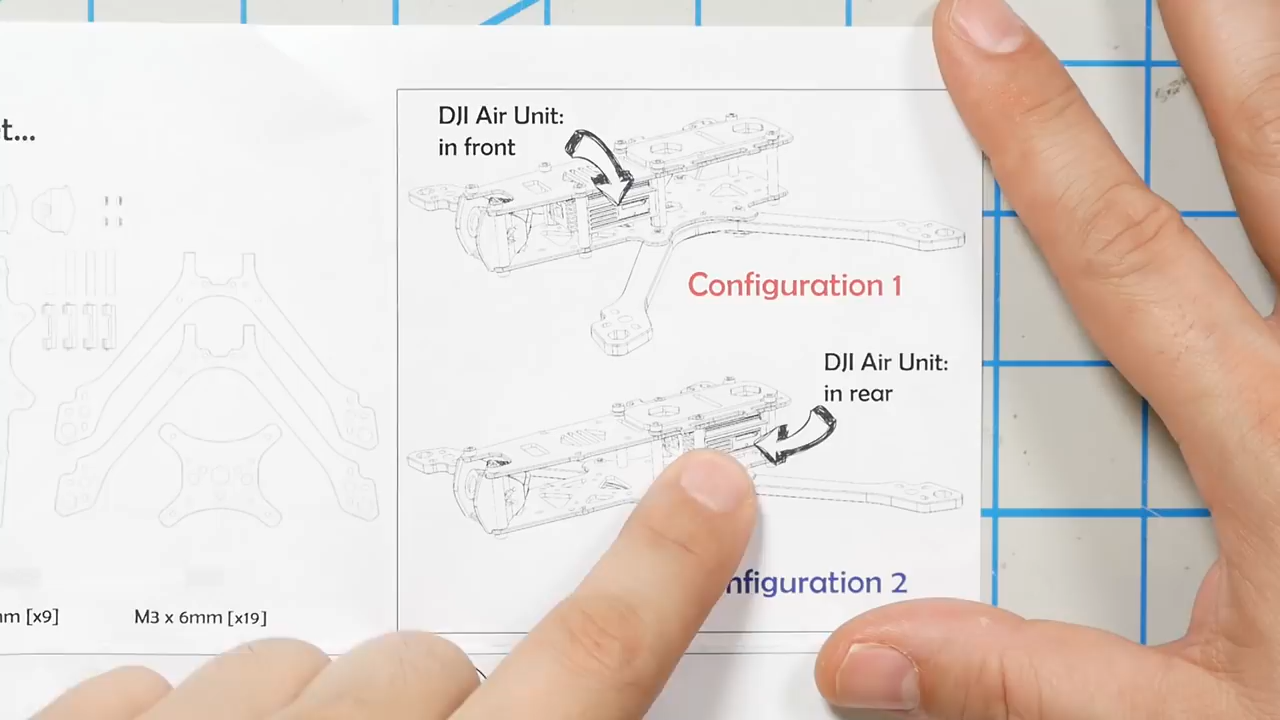 t...
DJI Air Unit:
in front
Configuration 1
DJI Air Unit:
in rear
nfiguration 2
m [x9]
M3 x 6mm [x19]